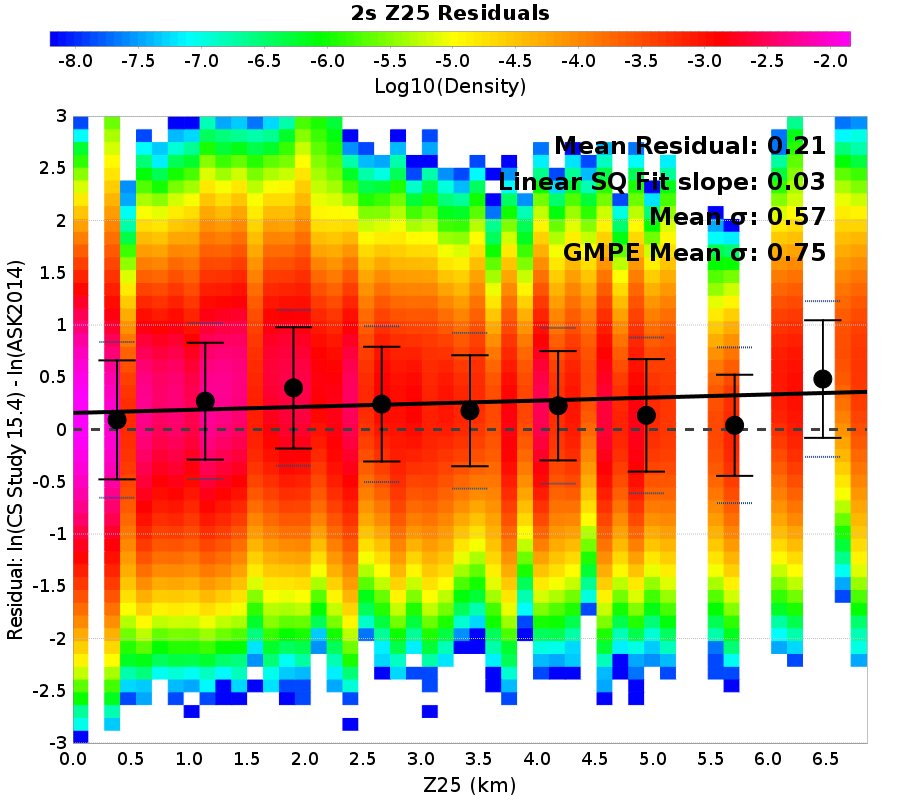 2s Z25 Residuals
-8.0 -7.5 -7.0 -6.5 -6.0 -5.5 -5.0 -4.5 -4.0 -3.5 -3.0 -2.5 -2.0
Log10(Density)
Mean Residual: 0.21
Linear SQ Fit slope: 0.03
Mean σ: 0.57
GMPE Mean σ: 0.75
Residual: ln(CS Study 15.4) - ln(ASK2014)
3
2.5
2
1.5
1
0.5
0
-0.5
-1
-1.5
-2
-2.5
-3
0.0 0.5 1.0 1.5 2.0 2.5 3.0 3.5 4.0 4.5 5.0 5.5 6.0 6.5
Z25 (km)